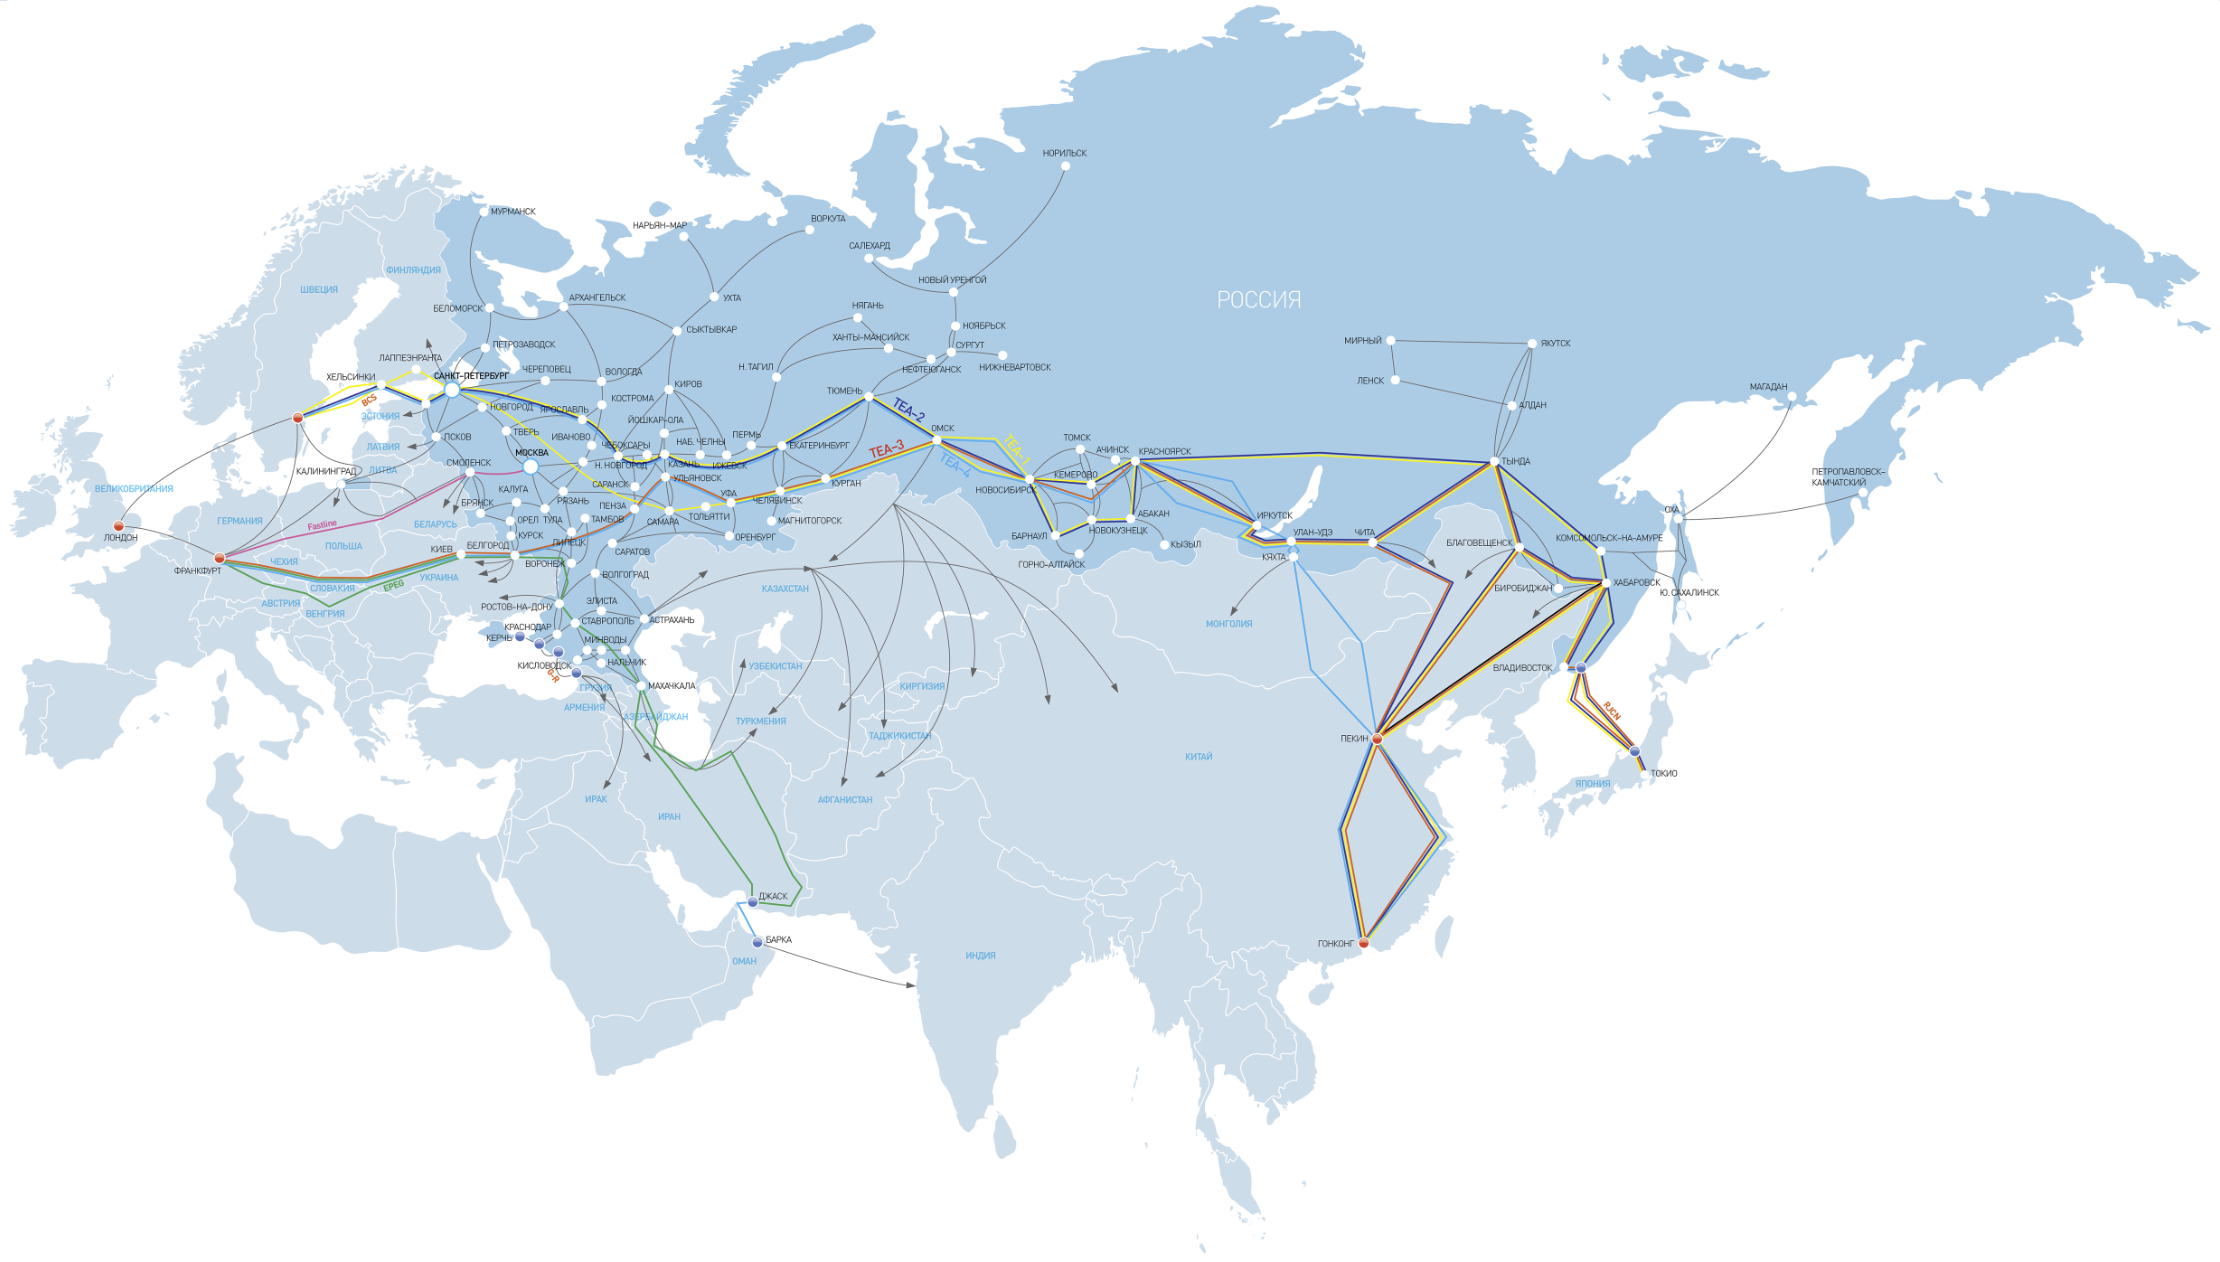 НОРИЛЬСК
МУРМАНСК
НАРЬЯН-МАР
ВОРКУТА
САЛЕХАРД
ФИНЛЯНДИЯ
ШВЕЦИЯ
НОВЫЙ УРЕНГОЙ
РОССИЯ
АРХАНГЕЛЬСК
УХТА
БЕЛОМОРСК
НЯГАНЬ
НОЯБРЬСК
СЫКТЫВКАР
ХАНТЫ-МАНСИЙСК
ПЕТРОЗАВОДСК
СУРГУТ
МИРНЫЙ
ЯКУТСК
ЛАППЕЭНРАНТА
ЧЕРЕПОВЕЦ
ВОЛОГДА
Н. ТАГИЛ
НЕФТЕЮГАНСК
НИЖНЕВАРТОВСК
ХЕЛЬСИНКИ
САНКТ-ПЕТЕРБУРГ
КИРОВ
ТЮМЕНЬ
ЛЕНСК
МАГАДАН
BCS
КОСТРОМА
TEA-2
НОВГОРОД
ЯРОСЛАВЛЬ
АЛДАН
ЭСТОНИЯ
ЙОШКАР-ОЛА
ОМСК
ПСКОВ
ТВЕРЬ
ИВАНОВО
ЧЕБОКСАРЫ
НАБ. ЧЕЛНЫ
ПЕРМЬ
ЕКАТЕРИНБУРГ
TEA-3
TEA-1
ТОМСК
ЛАТВИЯ
МОСКВА
АЧИНСК
КРАСНОЯРСК
СМОЛЕНСК
Н. НОВГОРОД
КАЗАНЬ
ИЖЕВСК
TEA-4
ТЫНДА
КАЛИНИНГРАД
ЛИТВА
УЛЬЯНОВСК
КЕМЕРОВО
ПЕТРОПАВЛОВСК-
КАМЧАТСКИЙ
ВЕЛИКОБРИТАНИЯ
КАЛУГА
САРАНСК
КУРГАН
НОВОСИБИРСК
БРЯНСК
РЯЗАНЬ
УФА
ЧЕЛЯБИНСК
ПЕНЗА
ОХА
ГЕРМАНИЯ
Fastline
БЕЛАРУСЬ
ОРЕЛ
ТУЛА
ТАМБОВ
САМАРА
ТОЛЬЯТТИ
МАГНИТОГОРСК
АБАКАН
ИРКУТСК
ЛОНДОН
КУРСК
ОРЕНБУРГ
БАРНАУЛ
НОВОКУЗНЕЦК
УЛАН-УДЭ
ЧИТА
ПОЛЬША
КИЕВ
БЕЛГОРОД
САРАТОВ
КЫЗЫЛ
БЛАГОВЕЩЕНСК
КОМСОМОЛЬСК-НА-АМУРЕ
ЧЕХИЯ
ВОРОНЕЖ
ГОРНО-АЛТАЙСК
КЯХТА
ФРАНКФУРТ
УКРАИНА
ВОЛГОГРАД
СЛОВАКИЯ
EPEG
КАЗАХСТАН
БИРОБИДЖАН
ХАБАРОВСК
Ю. САХАЛИНСК
АВСТРИЯ
ВЕНГРИЯ
РОСТОВ-НА-ДОНУ
ЭЛИСТА
КРАСНОДАР
СТАВРОПОЛЬ
АСТРАХАНЬ
МОНГОЛИЯ
КЕРЧЬ
МИНВОДЫ
КИСЛОВОДСК
НАЛЬЧИК
УЗБЕКИСТАН
ВЛАДИВОСТОК
G-R
ГРУЗИЯ
МАХАЧКАЛА
КИРГИЗИЯ
АРМЕНИЯ
АЗЕРБАЙДЖАН
ТУРКМЕНИЯ
RJCN
ТАДЖИКИСТАН
ПЕКИН
КИТАЙ
ТОКИО
ЯПОНИЯ
ИРАК
АФГАНИСТАН
ИРАН
ДЖАСК
БАРКА
ГОНКОНГ
ОМАН
ИНДИЯ